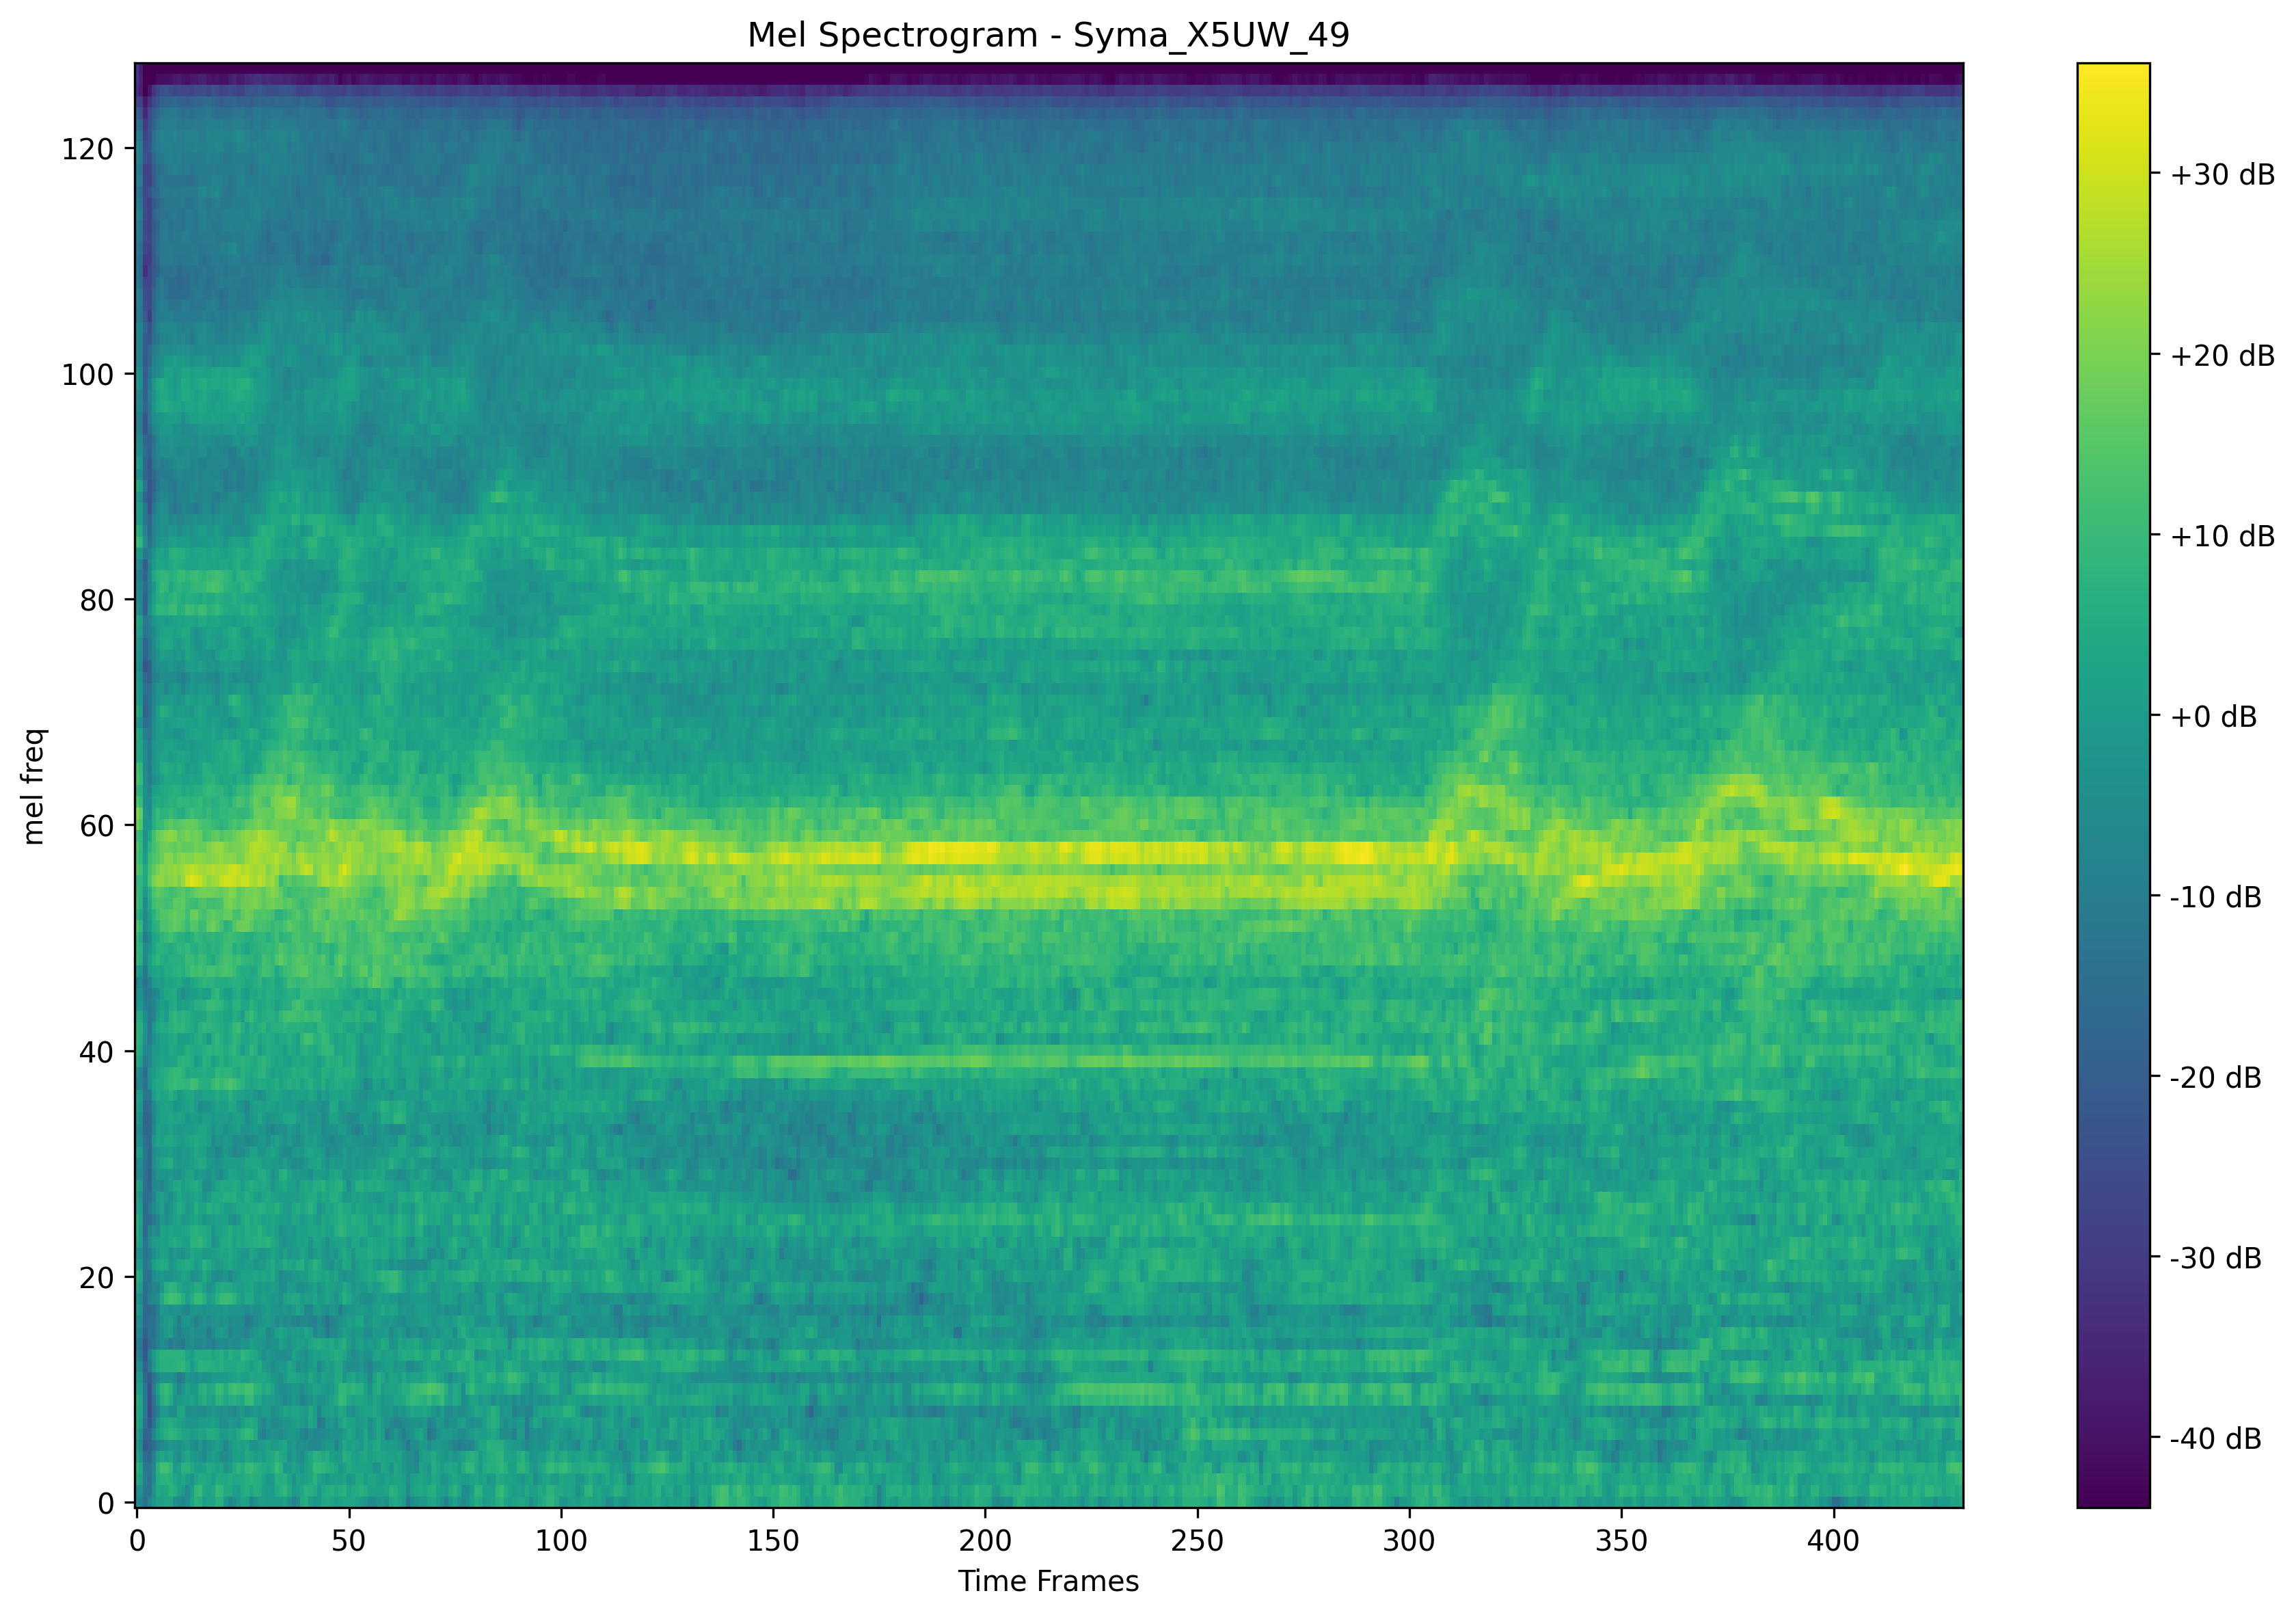 Mel Spectrogram - Syma_X5UW_49
mel freq
120
100
80
60
40
20
0
0 50 100 150 200 250 300 350 400
Time Frames
+30 dB
+20 dB
+10 dB
+0 dB
-10 dB
-20 dB
-30 dB
-40 dB